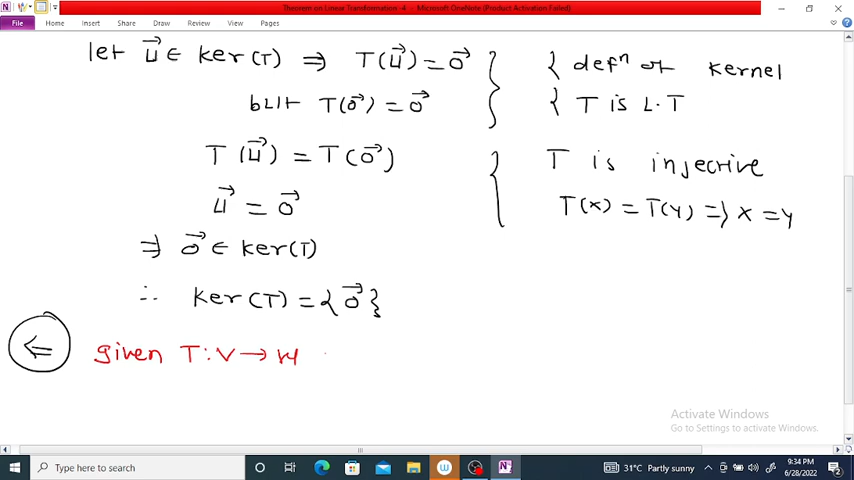 Theorem on Linear Transformation -4 - Microsoft OneNote (Product Activation Failed)
File Home Insert Share Draw Review View Pages
let u⃗ ∈ ker(T) ⇒ T(u⃗) = 0⃗ } { defⁿ of kernel
but T(0⃗) = 0⃗ { T is L.T
T(u⃗) = T(0⃗) { T is injective
u⃗ = 0⃗ T(x) = T(y) ⇒ x = y
⇒ 0⃗ ∈ ker(T)
∴ ker(T) = {0⃗}
⇐ given T: V → W
Activate Windows
Go to Settings to activate Windows.
Type here to search
31°C Partly sunny
9:34 PM
6/28/2022
2